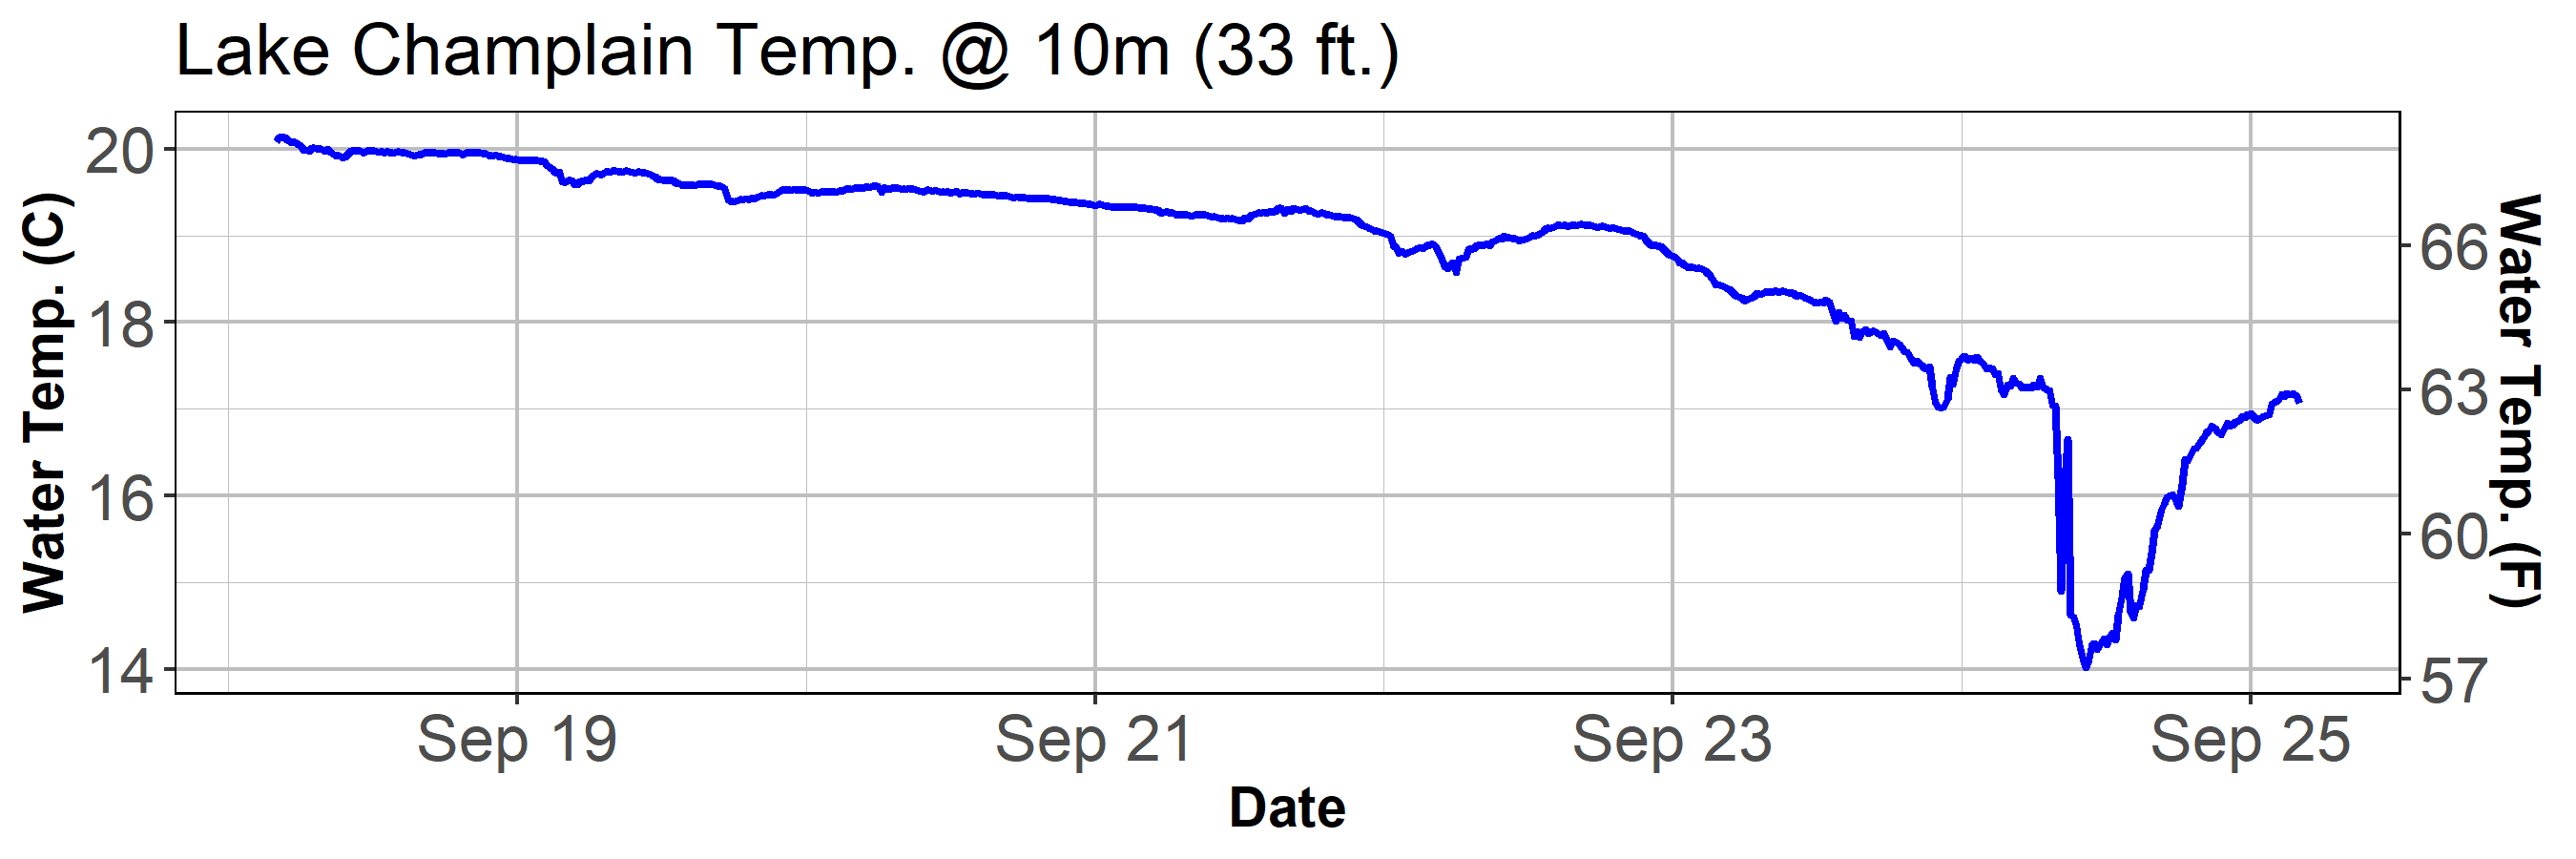 Lake Champlain Temp. @ 10m (33 ft.)
Water Temp. (C)
20
18
16
14
Water Temp. (F)
66
63
60
57
Sep 19
Sep 21
Sep 23
Sep 25
Date